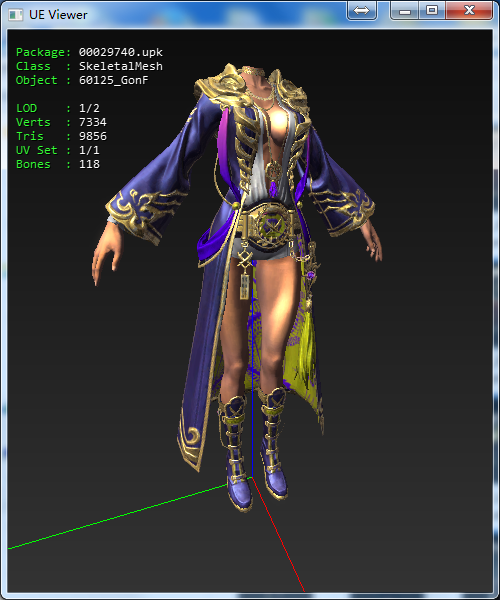 UE Viewer
Package: 00029740.upk
Class : SkeletalMesh
Object : 60125_GonF
LOD : 1/2
Verts : 7334
Tris : 9856
UV Set : 1/1
Bones : 118